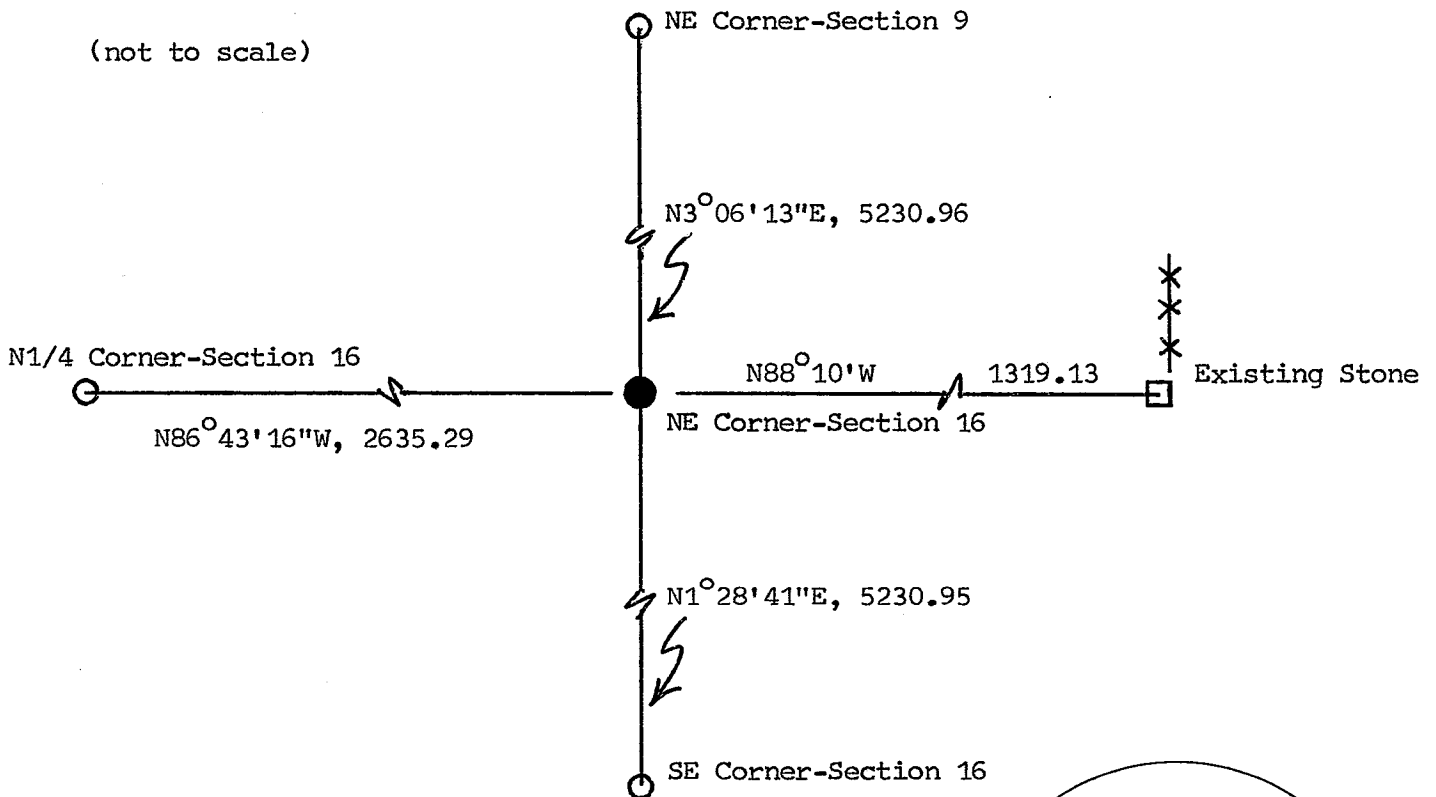 NE Corner-Section 9
(not to scale)
N3°06'13"E, 5230.96
N1/4 Corner-Section 16
N88°10'W 1319.13 Existing Stone
NE Corner-Section 16
N86°43'16"W, 2635.29
N1°28'41"E, 5230.95
SE Corner-Section 16